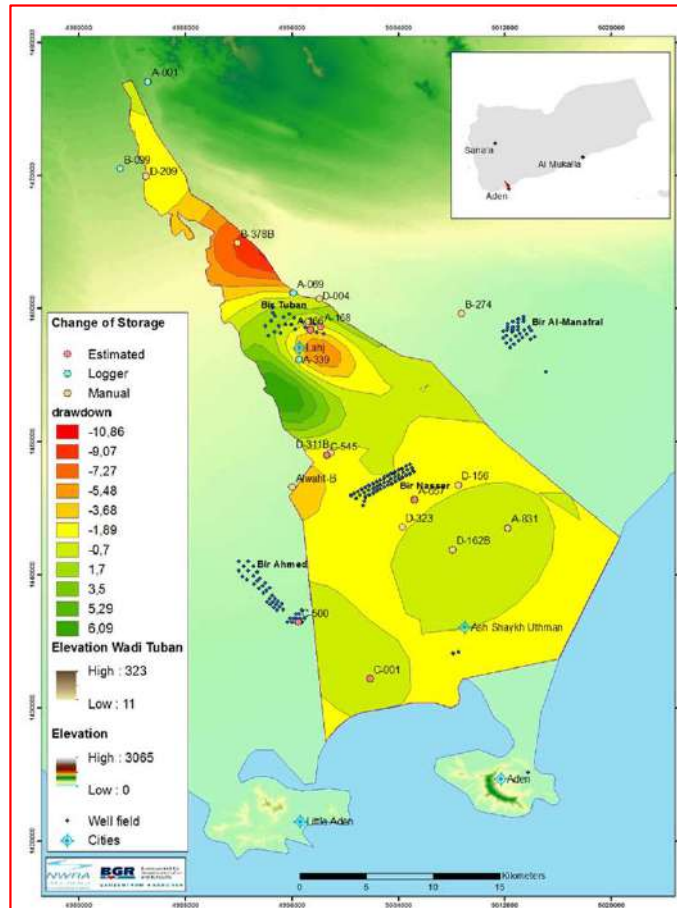 A-001
B-099
D-209
B-378B
A-069
D-004
Bir Tuban
A-168
Lahj
A-339
B-274
Bir Al-Manafral
D-311B
C-545
Alwaht-B
Bir Nasser
D-156
D-323
A-831
D-162B
Bir Ahmed
Ash Shaykh Uthman
C-001
Aden
Little Aden
Sana'a
Al Mukalla
Aden
Change of Storage
Estimated
Logger
Manual
drawdown
-10,86
-9,07
-7,27
-5,48
-3,68
-1,89
-0,7
1,7
3,5
5,29
6,09
Elevation Wadi Tuban
High : 323
Low : 11
Elevation
High : 3065
Low : 0
Well field
Cities
NWRA
BGR
Kilometers
0 5 10 15